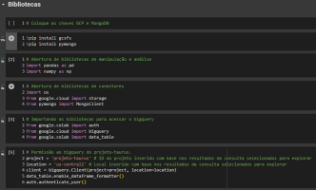 Bibliotecas
[ ] 1 # Coloque as chaves GCP e MongoDB
1 !pip install gcsfs
2 !pip install pymongo
1 # Abertura de bibliotecas de manipulação e análise
2 import pandas as pd
3 import numpy as np
1 # Abertura de bibliotecas de conectores
2 import os
3 from google.cloud import storage
4 from pymongo import MongoClient
1 # Importando as bibliotecas para acessar o bigquery
2 from google.colab import auth
3 from google.cloud import bigquery
4 from google.colab import data_table
1 # Permissão ao bigquery do projeto-taurus.
2 project = 'projeto-taurus' # ID do projeto inserido com base nos resultados da consulta selecionados para explorar
3 location = 'us-central1' # Local inserido com base nos resultados da consulta selecionados para explorar
4 client = bigquery.Client(project=project, location=location)
5 data_table.enable_dataframe_formatter()
6 auth.authenticate_user()